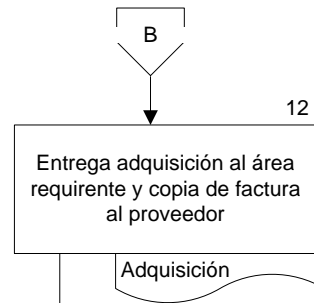 B
12
Entrega adquisición al área
requirente y copia de factura
al proveedor
Adquisición